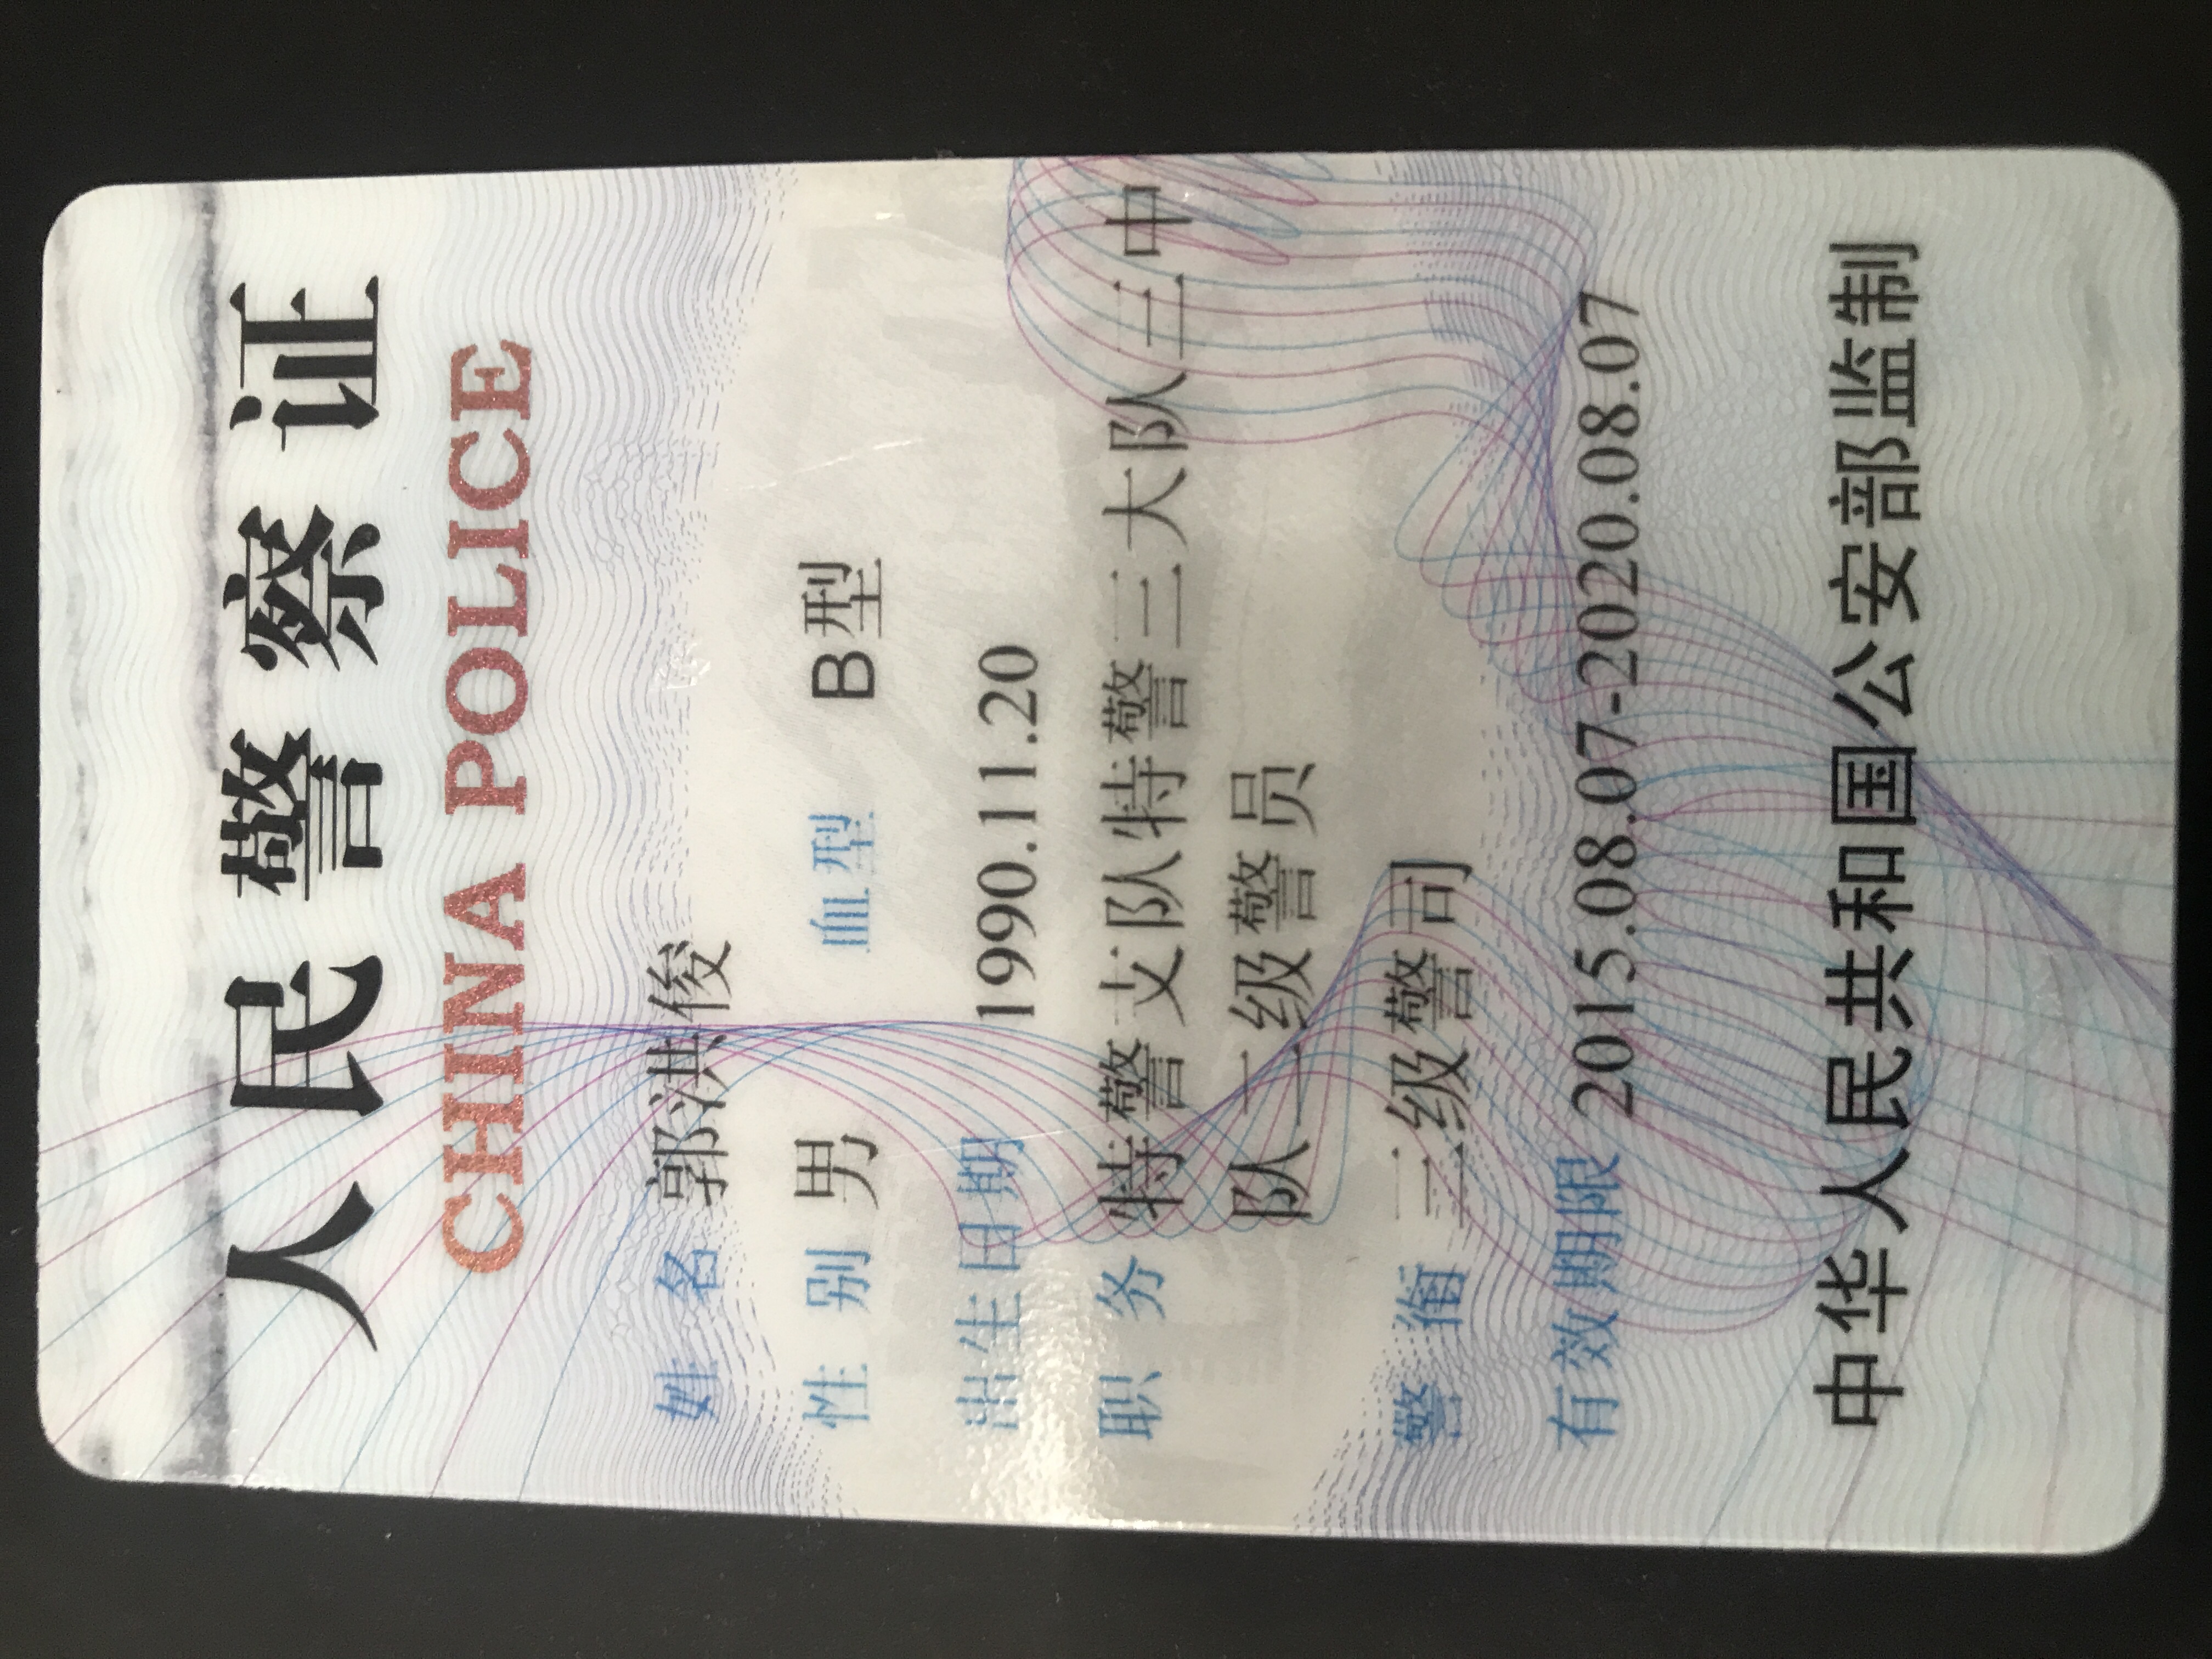 人民警察证
CHINA POLICE
姓 名 郭洪俊
性 别 男 血型 B型
出生日期 1990.11.20
职 务 特警支队特警三大队三中
队二级警员
警 衔 三级警司
有效期限 2015.08.07-2020.08.07
中华人民共和国公安部监制